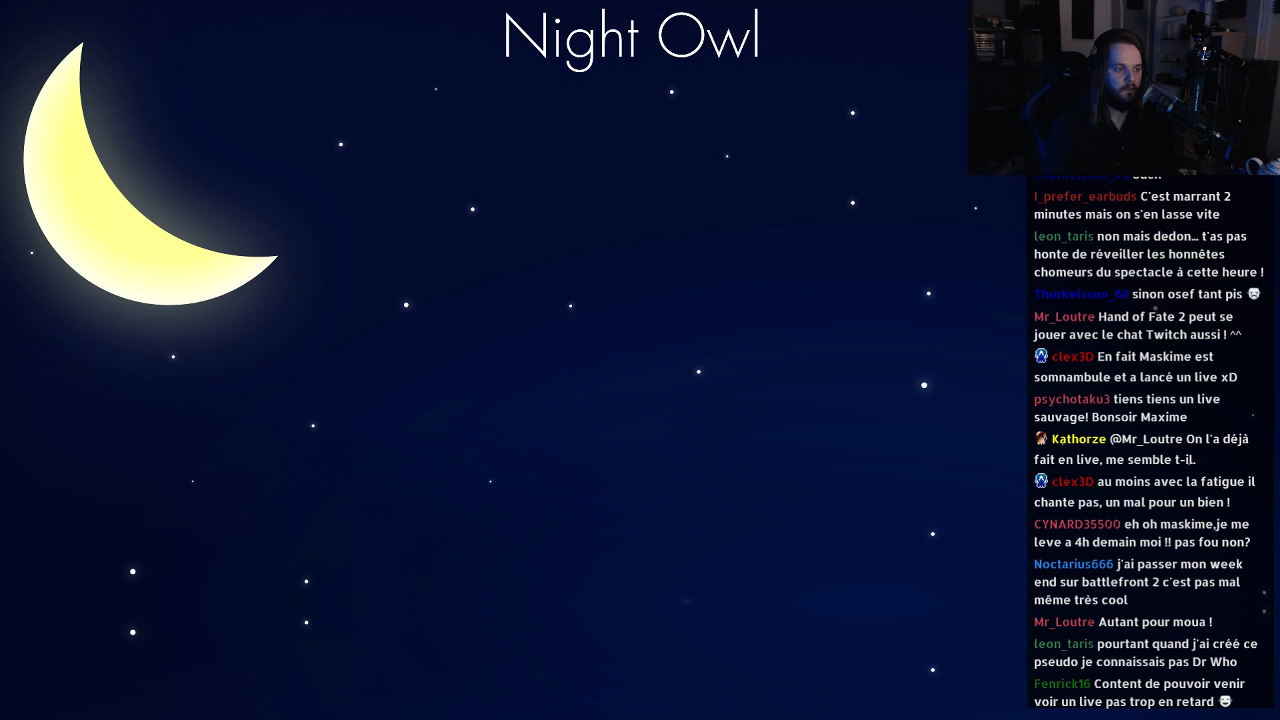 Night Owl
I_prefer_earbuds C'est marrant 2
minutes mais on s'en lasse vite
leon_taris non mais dedon... t'as pas
honte de réveiller les honnêtes
chomeurs du spectacle à cette heure !
Thorkelsson_68 sinon osef tant pis
Mr_Loutre Hand of Fate 2 peut se
jouer avec le chat Twitch aussi ! ^^
clex3D En fait Maskime est
somnambule et a lancé un live xD
psychotaku3 tiens tiens un live
sauvage! Bonsoir Maxime
Kathorze @Mr_Loutre On l'a déjà
fait en live, me semble t-il.
clex3D au moins avec la fatigue il
chante pas, un mal pour un bien !
CYNARD35500 eh oh maskime,je me
leve a 4h demain moi !! pas fou non?
Noctarius666 j'ai passer mon week
end sur battlefront 2 c'est pas mal
même très cool
Mr_Loutre Autant pour moua !
leon_taris pourtant quand j'ai créé ce
pseudo je connaissais pas Dr Who
Fenrick16 Content de pouvoir venir
voir un live pas trop en retard